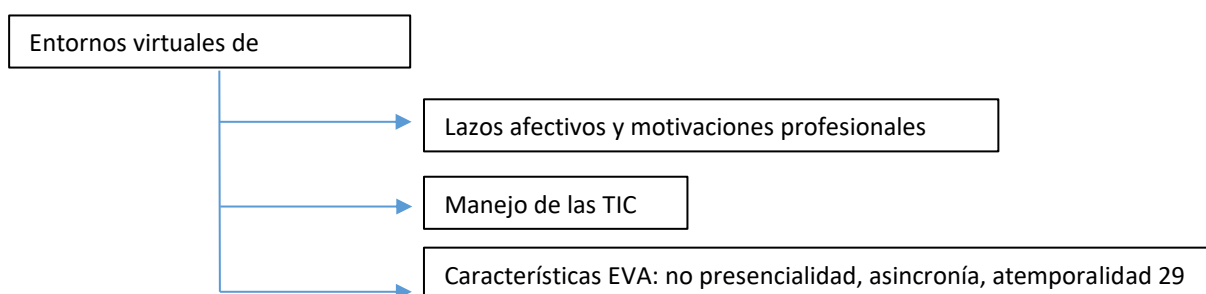 Entornos virtuales de
Lazos afectivos y motivaciones profesionales
Manejo de las TIC
Características EVA: no presencialidad, asincronía, atemporalidad 29